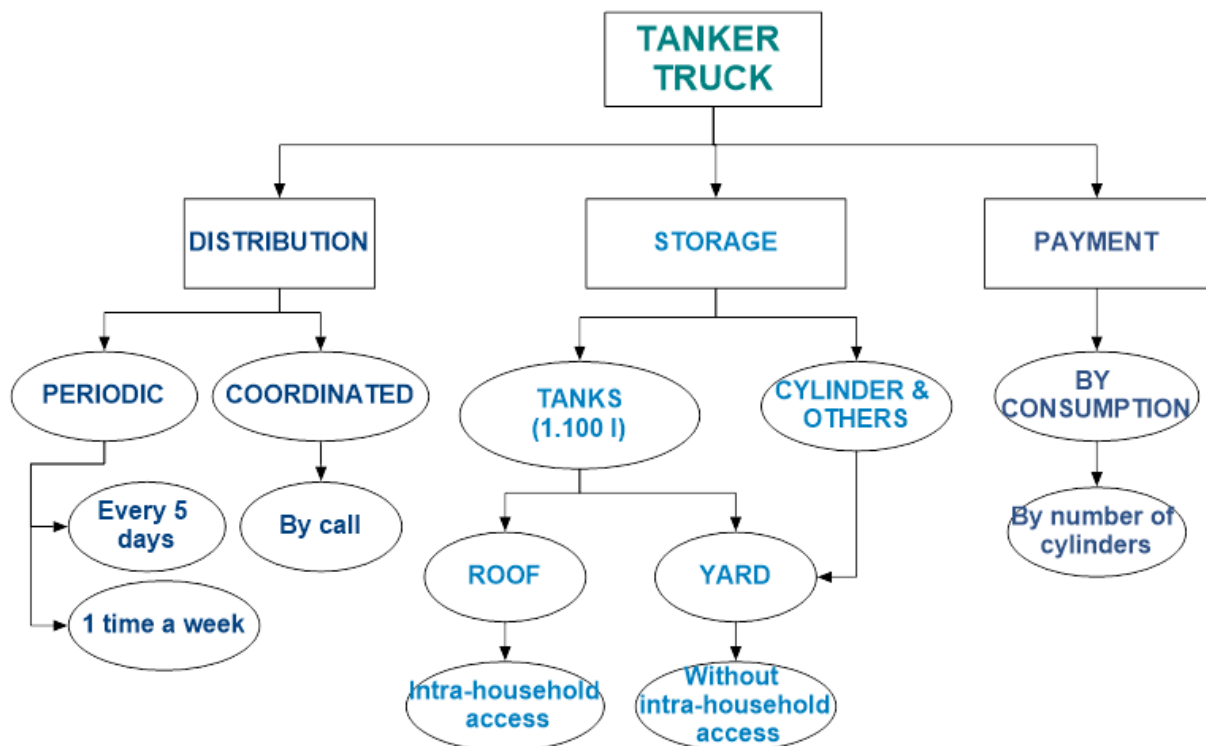 TANKER
TRUCK
DISTRIBUTION
STORAGE
PAYMENT
PERIODIC
COORDINATED
TANKS
(1.100 l)
CYLINDER &
OTHERS
BY
CONSUMPTION
Every 5
days
By call
By number of
cylinders
ROOF
YARD
1 time a week
Intra-household
access
Without
intra-household
access